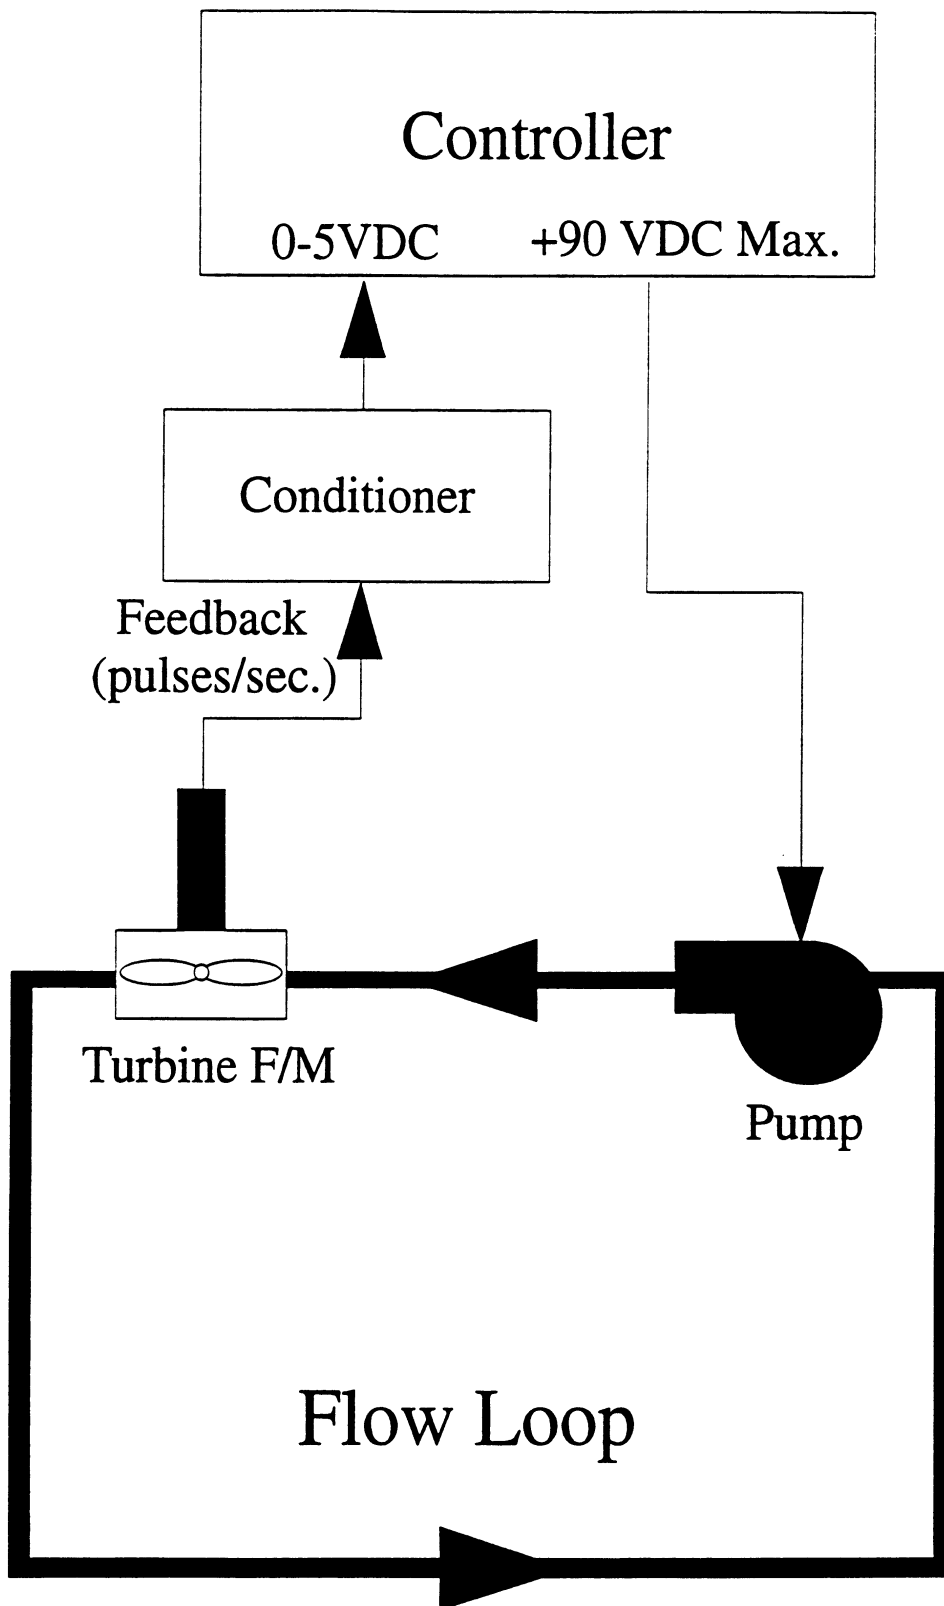 Controller
0-5VDC
+90 VDC Max.
Conditioner
Feedback
(pulses/sec.)
Turbine F/M
Pump
Flow Loop